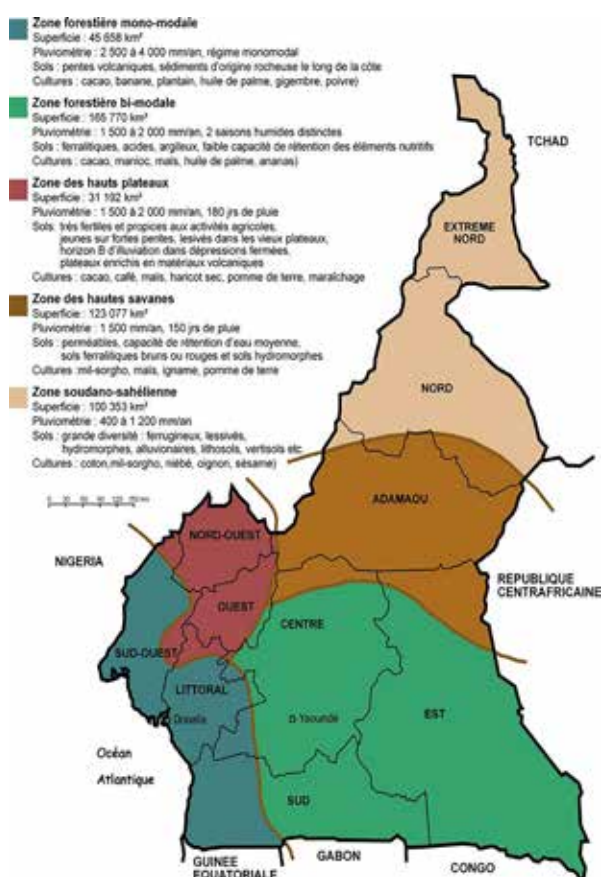 Zone forestière mono-modale
Superficie : 45 658 km²
Pluviométrie : 2 500 à 4 000 mm/an, régime monomodal
Sols : pentes volcaniques, sédiments d'origine rocheuse le long de la côte
Cultures : cacao, banane, plantain, huile de palme, gigembre, poivre)
Zone forestière bi-modale
Superficie : 165 770 km²
Pluviométrie : 1 500 à 2 000 mm/an, 2 saisons humides distinctes
Sols : ferralitiques, acides, argileux, faible capacité de rétention des éléments nutritifs
Cultures : cacao, manioc, maïs, huile de palme, ananas)
Zone des hauts plateaux
Superficie : 31 192 km²
Pluviométrie : 1 500 à 2 000 mm/an, 180 jrs de pluie
Sols : très fertiles et propices aux activités agricoles,
jeunes sur fortes pentes, lesivés dans les vieux plateaux,
horizon B d'illuviation dans dépressions fermées,
plateaux enrichis en matériaux volcaniques
Cultures : cacao, café, maïs, haricot sec, pomme de terre, maraîchage
Zone des hautes savanes
Superficie : 123 077 km²
Pluviométrie : 1 500 mm/an, 150 jrs de pluie
Sols : perméables, capacité de rétention d'eau moyenne,
sols ferralitiques bruns ou rouges et sols hydromorphes
Cultures :mil-sorgho, maïs, igname, pomme de terre
Zone soudano-sahélienne
Superficie : 100 353 km²
Pluviométrie : 400 à 1 200 mm/an
Sols : grande diversité : ferrugineux, lessivés,
hydromorphes, alluvionaires, lithosols, vertisols etc
Cultures : coton,mil-sorgho, niébé, oignon, sésame)
TCHAD
EXTREME
NORD
NORD
0 30 60 90 120 150 km
ADAMAOU
NORD-OUEST
NIGERIA
REPUBLIQUE
CENTRAFRICAINE
OUEST
CENTRE
SUD-OUEST
LITTORAL
EST
Douala
Yaoundé
Océan
Atlantique
SUD
GUINEE
EQUATORIALE
GABON
CONGO